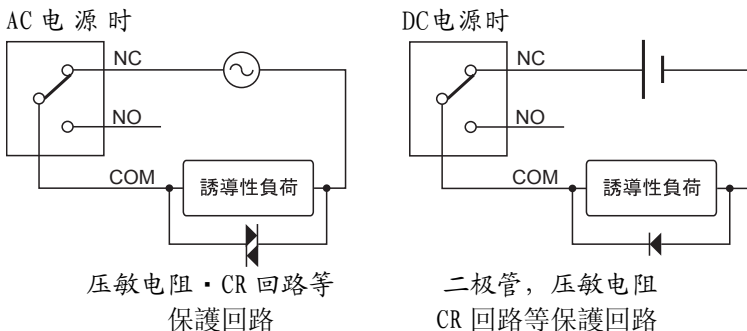 AC 电 源 时
NC
NO
COM
誘導性負荷
压敏电阻・CR 回路等
保護回路
DC电源时
NC
NO
COM
誘導性負荷
二极管，压敏电阻
CR 回路等保護回路